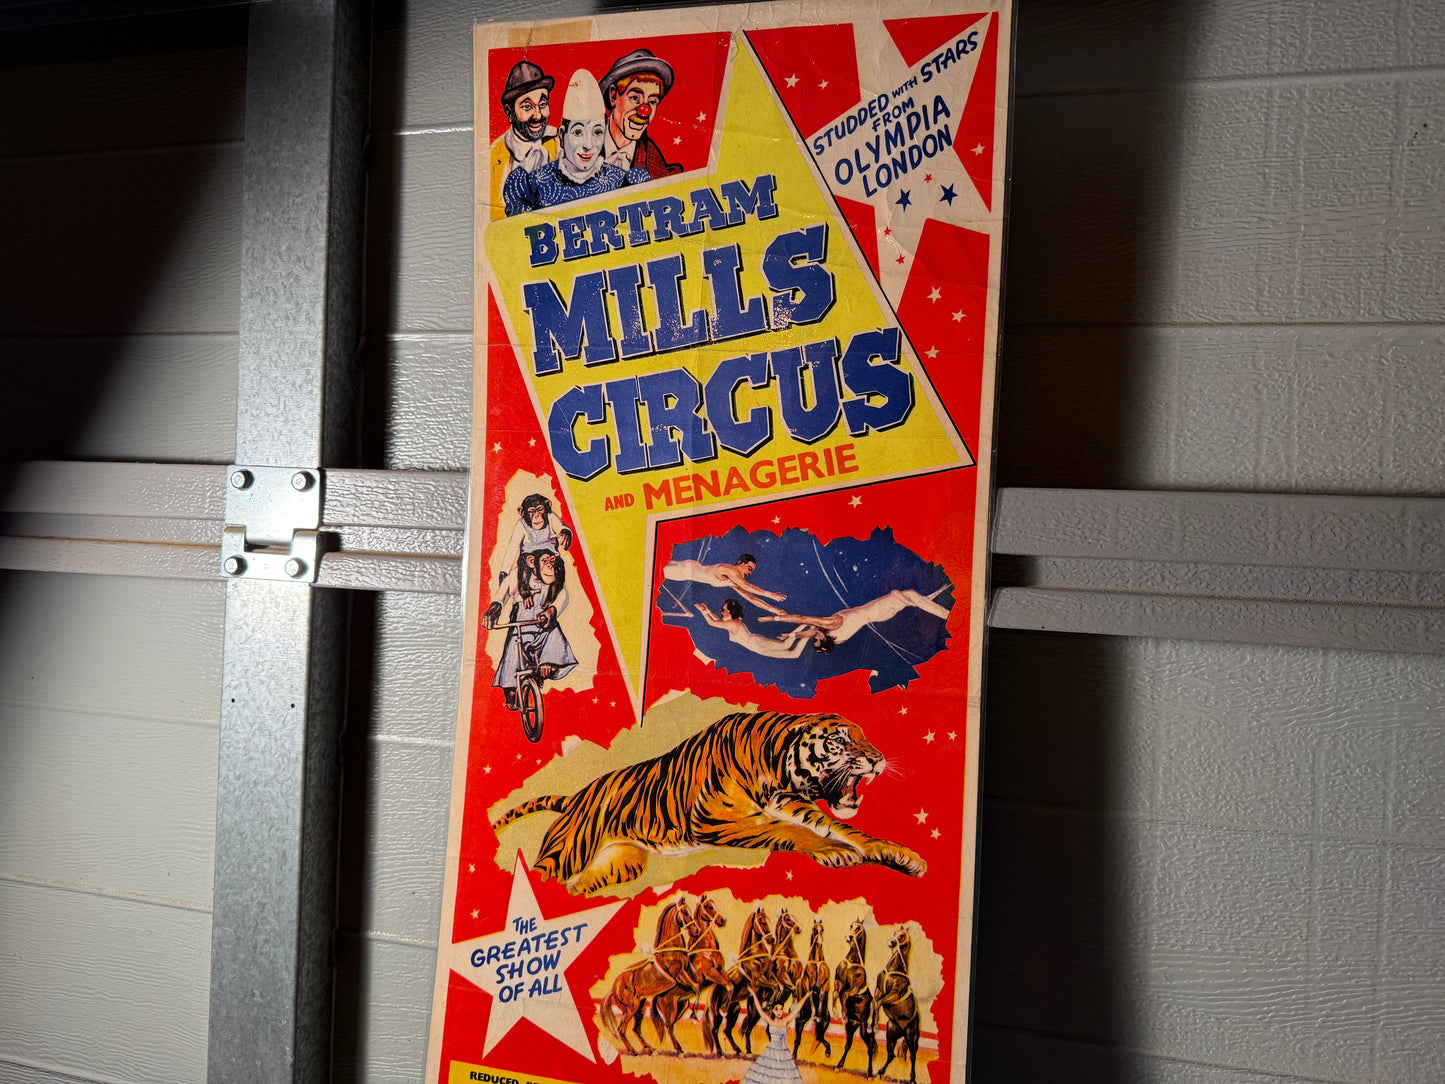 STUDDED WITH STARS
FROM
OLYMPIA
LONDON
BERTRAM
MILLS
CIRCUS
AND MENAGERIE
THE
GREATEST
SHOW
OF ALL
REDUCED